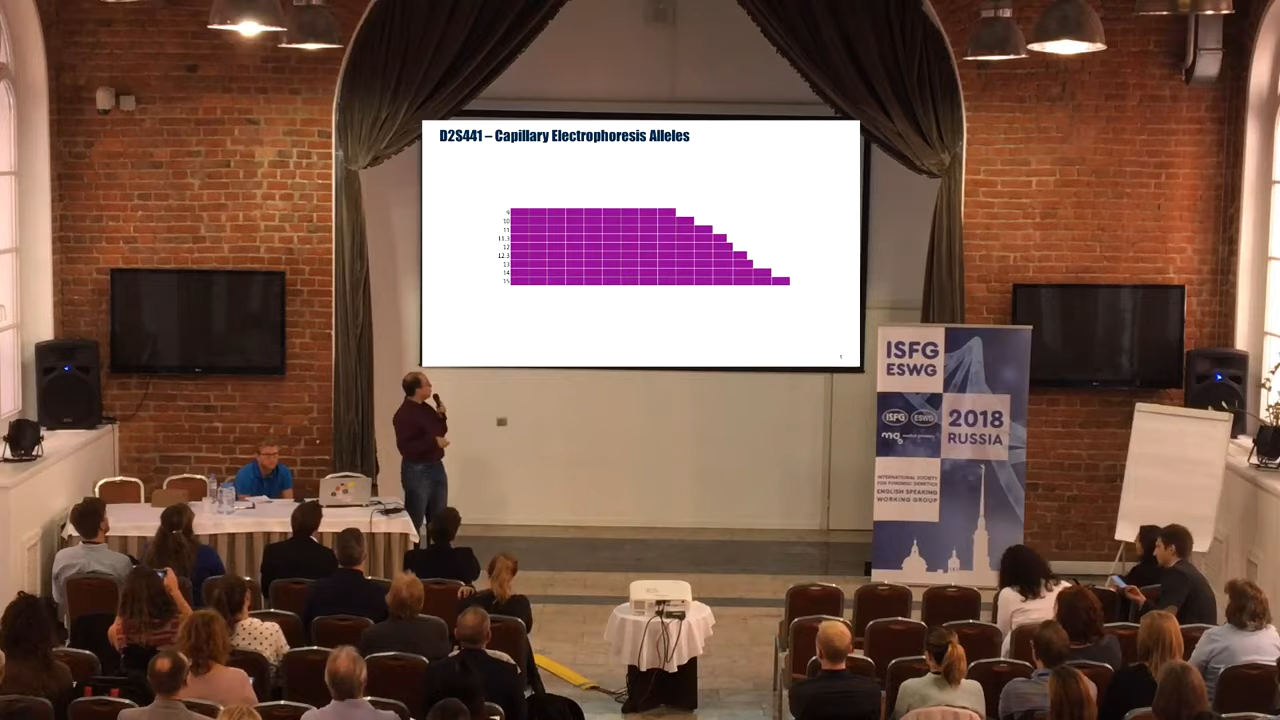 D2S441 – Capillary Electrophoresis Alleles
9
10
11
11.3
12
12.3
13
14
15
1
ISFG
ESWG
ISFG
ESWG
2018
RUSSIA
INTERNATIONAL SOCIETY
FOR FORENSIC GENETICS
ENGLISH SPEAKING
WORKING GROUP